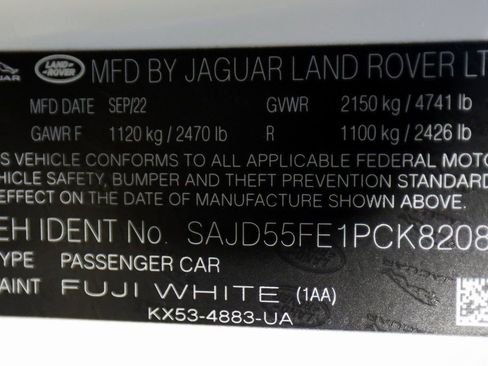 JAGUAR LAND-ROVER MFD BY JAGUAR LAND ROVER LT
MFD DATE SEP/22 GVWR 2150 kg / 4741 lb
GAWR F 1120 kg / 2470 lb R 1100 kg / 2426 lb
S VEHICLE CONFORMS TO ALL APPLICABLE FEDERAL MOTO
EHICLE SAFETY, BUMPER AND THEFT PREVENTION STANDARD
EFFECT ON THE DATE OF MANUFACTURE SHOWN ABOVE.
EH IDENT No. SAJD55FE1PCK8208
TYPE PASSENGER CAR
AINT FUJI WHITE (1AA)
KX53-4883-UA